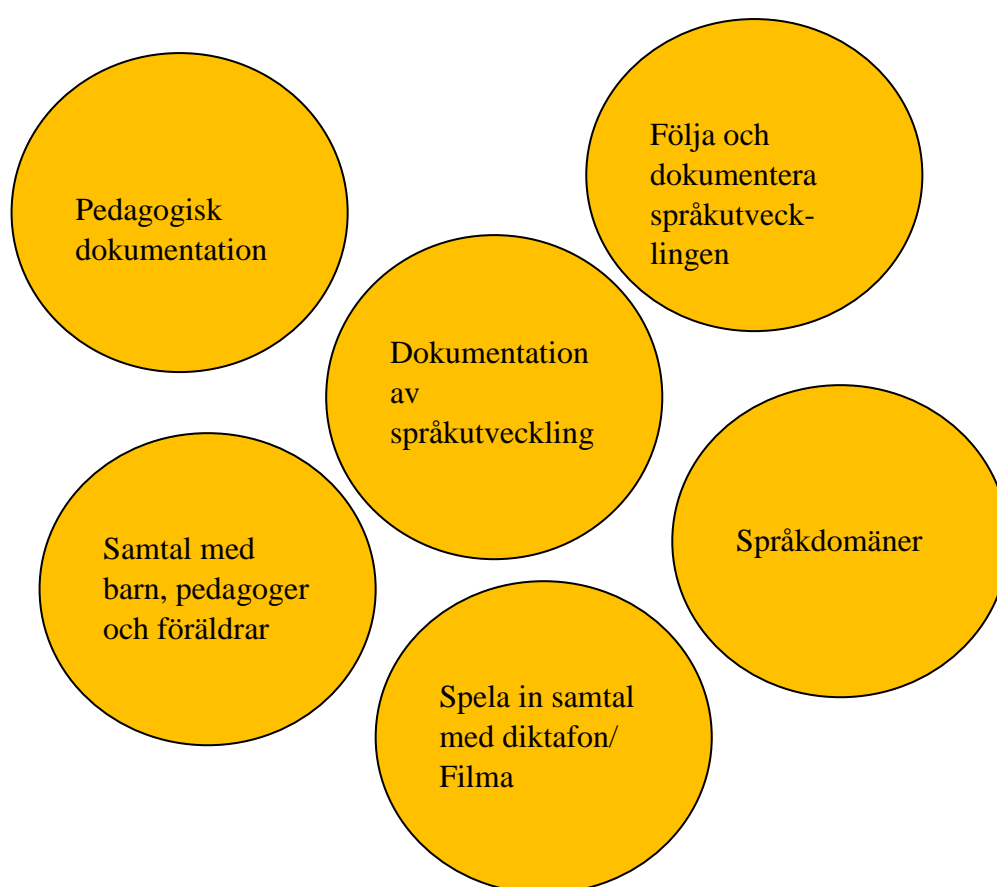 Pedagogisk
dokumentation
Följa och
dokumentera
språkutveck-
lingen
Dokumentation
av
språkutveckling
Samtal med
barn, pedagoger
och föräldrar
Språkdomäner
Spela in samtal
med diktafon/
Filma